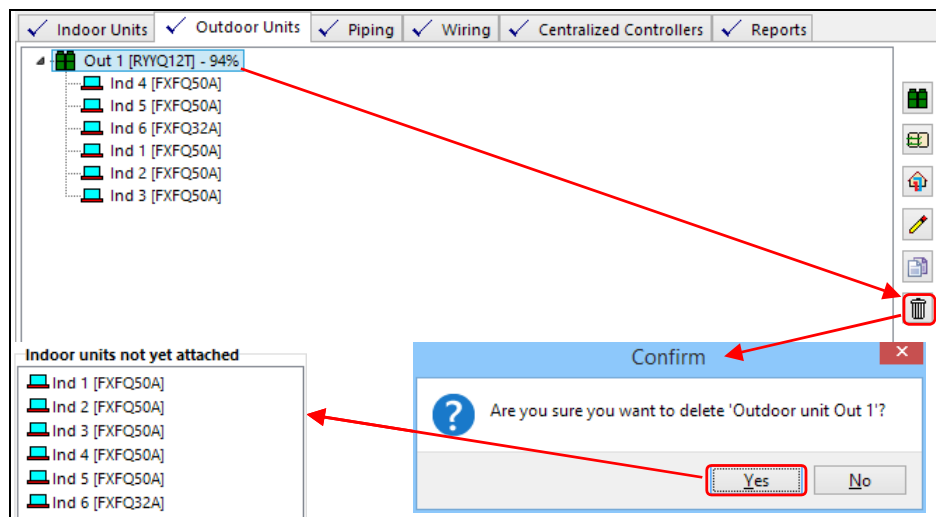 Indoor Units Outdoor Units Piping Wiring Centralized Controllers Reports
Out 1 [RYYQ12T] - 94%
Ind 4 [FXFQ50A]
Ind 5 [FXFQ50A]
Ind 6 [FXFQ32A]
Ind 1 [FXFQ50A]
Ind 2 [FXFQ50A]
Ind 3 [FXFQ50A]
Indoor units not yet attached
Ind 1 [FXFQ50A]
Ind 2 [FXFQ50A]
Ind 3 [FXFQ50A]
Ind 4 [FXFQ50A]
Ind 5 [FXFQ50A]
Ind 6 [FXFQ32A]
Confirm
Are you sure you want to delete 'Outdoor unit Out 1'?
Yes No